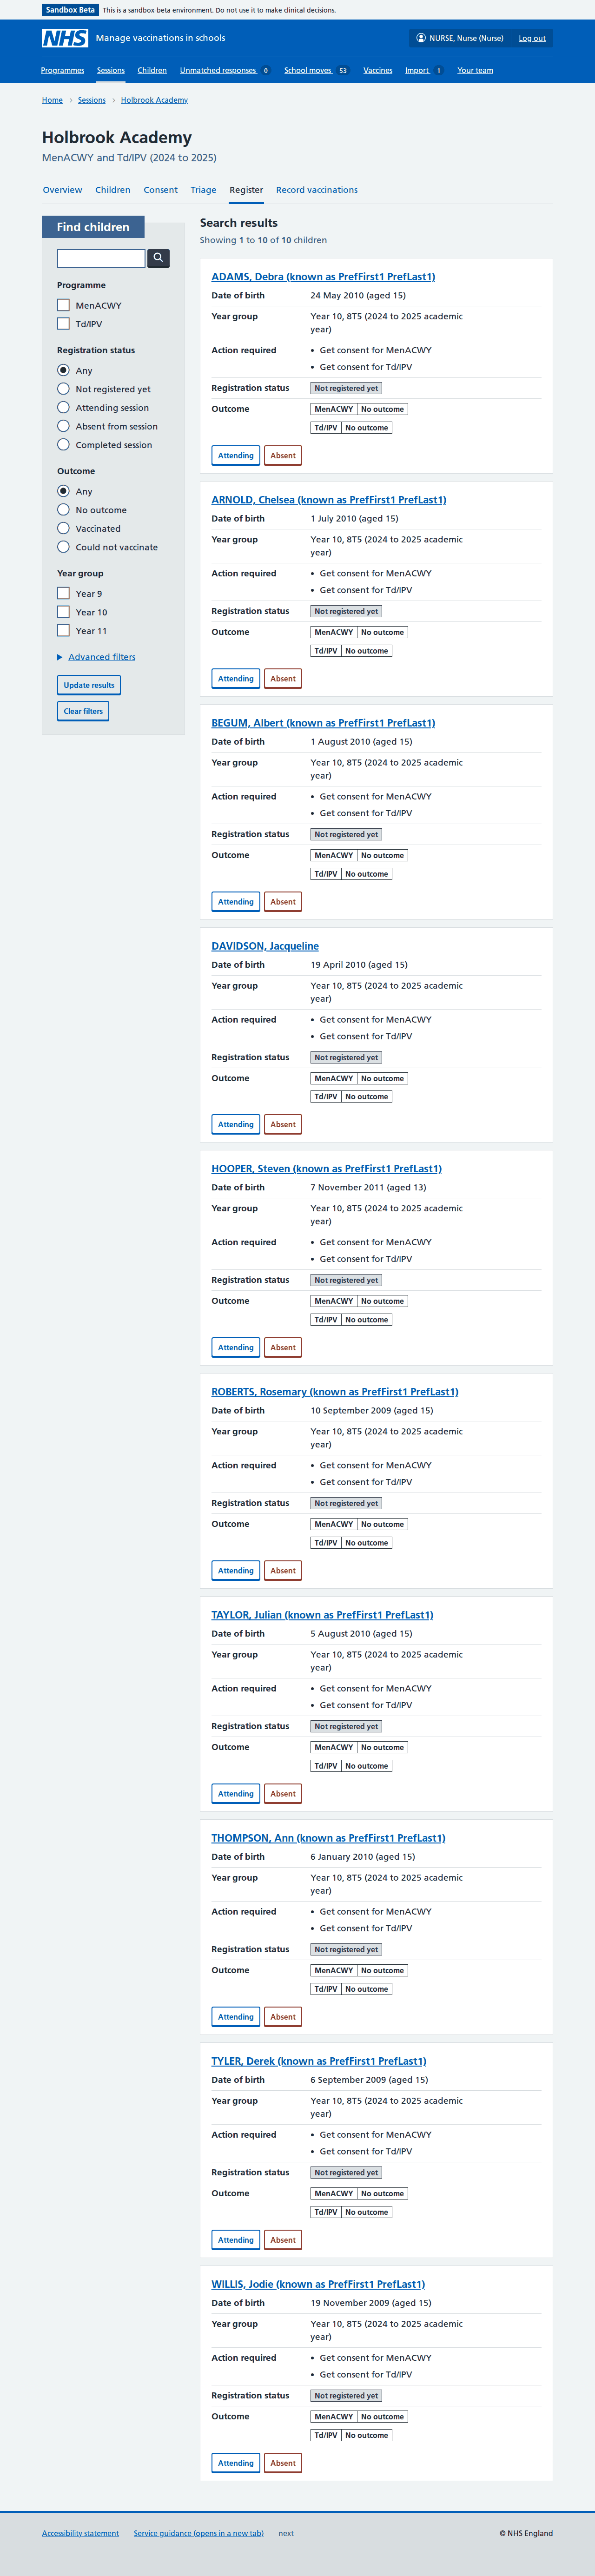 Sandbox Beta This is a sandbox-beta environment. Do not use it to make clinical decisions.
NHS Manage vaccinations in schools
NURSE, Nurse (Nurse) Log out
Programmes Sessions Children Unmatched responses 0 School moves 53 Vaccines Import 1 Your team
Home Sessions Holbrook Academy
Holbrook Academy
MenACWY and Td/IPV (2024 to 2025)
Overview Children Consent Triage Register Record vaccinations
Find children
Programme
MenACWY
Td/IPV
Registration status
Any
Not registered yet
Attending session
Absent from session
Completed session
Outcome
Any
No outcome
Vaccinated
Could not vaccinate
Year group
Year 9
Year 10
Year 11
Advanced filters
Update results
Clear filters
Search results
Showing 1 to 10 of 10 children
ADAMS, Debra (known as PrefFirst1 PrefLast1)
Date of birth 24 May 2010 (aged 15)
Year group Year 10, 8T5 (2024 to 2025 academic
year)
Action required • Get consent for MenACWY
• Get consent for Td/IPV
Registration status Not registered yet
Outcome MenACWY No outcome
Td/IPV No outcome
Attending Absent
ARNOLD, Chelsea (known as PrefFirst1 PrefLast1)
Date of birth 1 July 2010 (aged 15)
Year group Year 10, 8T5 (2024 to 2025 academic
year)
Action required • Get consent for MenACWY
• Get consent for Td/IPV
Registration status Not registered yet
Outcome MenACWY No outcome
Td/IPV No outcome
Attending Absent
BEGUM, Albert (known as PrefFirst1 PrefLast1)
Date of birth 1 August 2010 (aged 15)
Year group Year 10, 8T5 (2024 to 2025 academic
year)
Action required • Get consent for MenACWY
• Get consent for Td/IPV
Registration status Not registered yet
Outcome MenACWY No outcome
Td/IPV No outcome
Attending Absent
DAVIDSON, Jacqueline
Date of birth 19 April 2010 (aged 15)
Year group Year 10, 8T5 (2024 to 2025 academic
year)
Action required • Get consent for MenACWY
• Get consent for Td/IPV
Registration status Not registered yet
Outcome MenACWY No outcome
Td/IPV No outcome
Attending Absent
HOOPER, Steven (known as PrefFirst1 PrefLast1)
Date of birth 7 November 2011 (aged 13)
Year group Year 10, 8T5 (2024 to 2025 academic
year)
Action required • Get consent for MenACWY
• Get consent for Td/IPV
Registration status Not registered yet
Outcome MenACWY No outcome
Td/IPV No outcome
Attending Absent
ROBERTS, Rosemary (known as PrefFirst1 PrefLast1)
Date of birth 10 September 2009 (aged 15)
Year group Year 10, 8T5 (2024 to 2025 academic
year)
Action required • Get consent for MenACWY
• Get consent for Td/IPV
Registration status Not registered yet
Outcome MenACWY No outcome
Td/IPV No outcome
Attending Absent
TAYLOR, Julian (known as PrefFirst1 PrefLast1)
Date of birth 5 August 2010 (aged 15)
Year group Year 10, 8T5 (2024 to 2025 academic
year)
Action required • Get consent for MenACWY
• Get consent for Td/IPV
Registration status Not registered yet
Outcome MenACWY No outcome
Td/IPV No outcome
Attending Absent
THOMPSON, Ann (known as PrefFirst1 PrefLast1)
Date of birth 6 January 2010 (aged 15)
Year group Year 10, 8T5 (2024 to 2025 academic
year)
Action required • Get consent for MenACWY
• Get consent for Td/IPV
Registration status Not registered yet
Outcome MenACWY No outcome
Td/IPV No outcome
Attending Absent
TYLER, Derek (known as PrefFirst1 PrefLast1)
Date of birth 6 September 2009 (aged 15)
Year group Year 10, 8T5 (2024 to 2025 academic
year)
Action required • Get consent for MenACWY
• Get consent for Td/IPV
Registration status Not registered yet
Outcome MenACWY No outcome
Td/IPV No outcome
Attending Absent
WILLIS, Jodie (known as PrefFirst1 PrefLast1)
Date of birth 19 November 2009 (aged 15)
Year group Year 10, 8T5 (2024 to 2025 academic
year)
Action required • Get consent for MenACWY
• Get consent for Td/IPV
Registration status Not registered yet
Outcome MenACWY No outcome
Td/IPV No outcome
Attending Absent
Accessibility statement Service guidance (opens in a new tab) next © NHS England